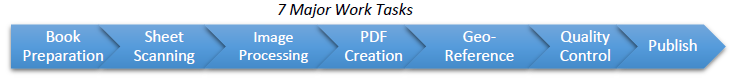 7 Major Work Tasks
Book
Preparation
Sheet
Scanning
Image
Processing
PDF
Creation
Geo-
Reference
Quality
Control
Publish